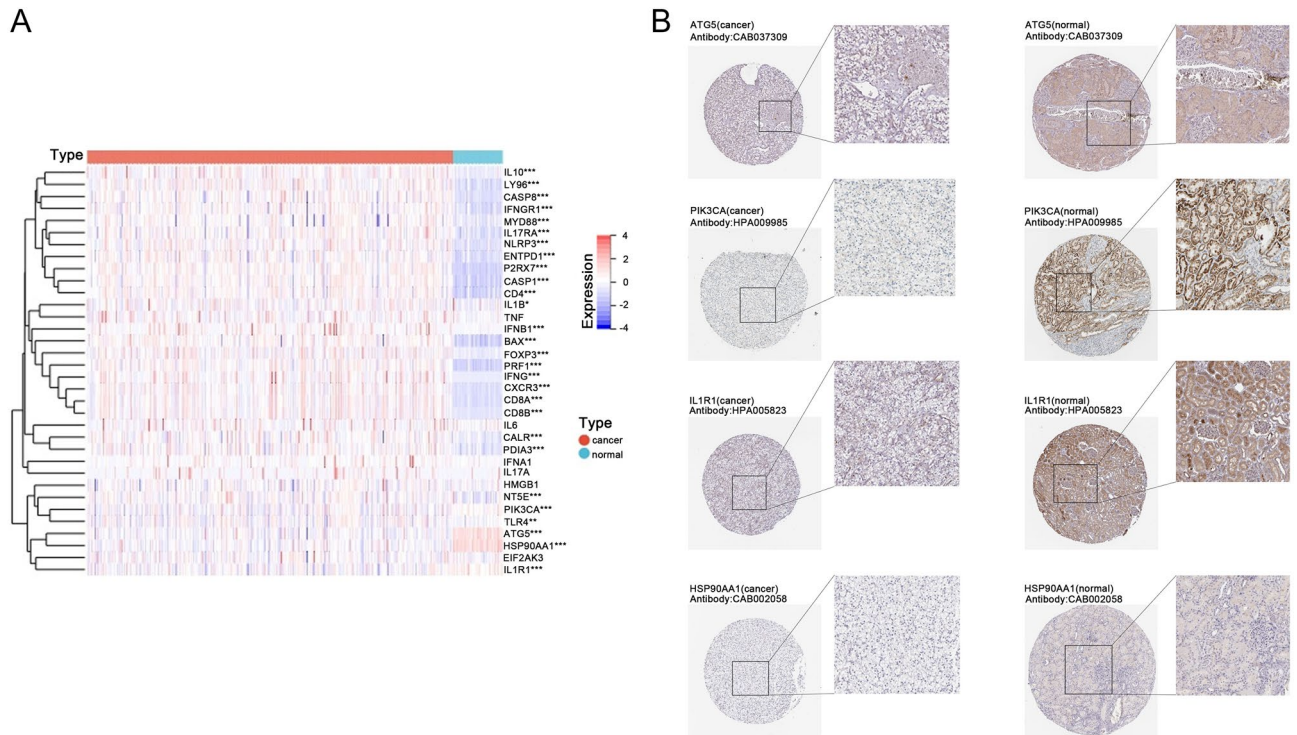 A
Type
IL10***
LY96***
CASP8***
IFNGR1***
MYD88***
IL17RA***
NLRP3***
ENTPD1***
P2RX7***
CASP1***
CD4***
IL1B*
TNF
IFNB1***
BAX***
FOXP3***
PRF1***
IFNG***
CXCR3***
CD8A***
CD8B***
IL6
CALR***
PDIA3***
IFNA1
IL17A
HMGB1
NT5E***
PIK3CA***
TLR4**
ATG5***
HSP90AA1***
EIF2AK3
IL1R1***
Expression
4
2
0
-2
-4
Type
cancer
normal
B
ATG5(cancer)
Antibody:CAB037309
ATG5(normal)
Antibody:CAB037309
PIK3CA(cancer)
Antibody:HPA009985
PIK3CA(normal)
Antibody:HPA009985
IL1R1(cancer)
Antibody:HPA005823
IL1R1(normal)
Antibody:HPA005823
HSP90AA1(cancer)
Antibody:CAB002058
HSP90AA1(normal)
Antibody:CAB002058